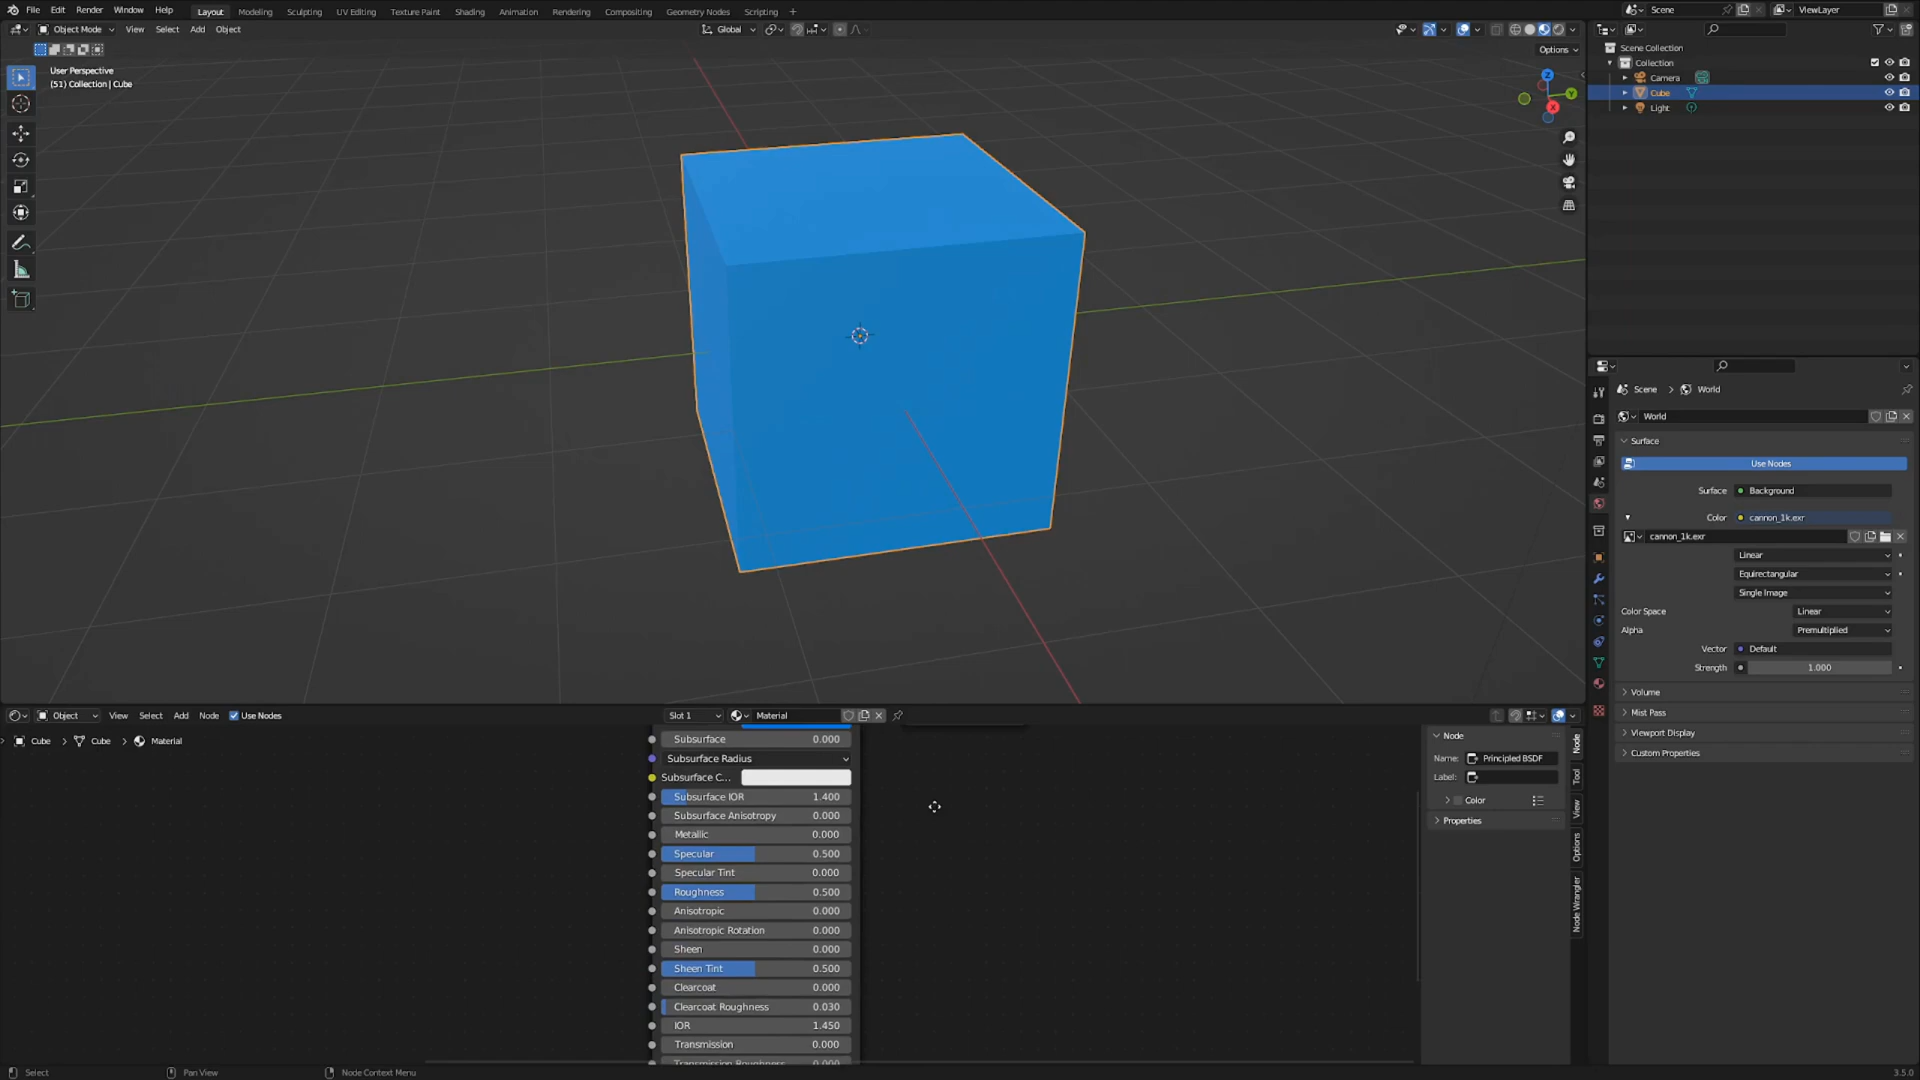 File Edit Render Window Help Layout Modeling Sculpting UV Editing Texture Paint Shading Animation Rendering Compositing Geometry Nodes Scripting + Scene ViewLayer
Object Mode View Select Add Object Global
Options
User Perspective
(51) Collection | Cube
Z
Y
X
Scene Collection
Collection
Camera
Cube
Light
Scene > World
World
Surface
Use Nodes
Surface Background
Color cannon_1k.exr
cannon_1k.exr
Linear
Equirectangular
Single Image
Color Space Linear
Alpha Premultiplied
Vector Default
Strength 1.000
Volume
Mist Pass
Viewport Display
Custom Properties
Object View Select Add Node Use Nodes Slot 1 Material
Cube > Cube > Material
Subsurface 0.000
Subsurface Radius
Subsurface C...
Subsurface IOR 1.400
Subsurface Anisotropy 0.000
Metallic 0.000
Specular 0.500
Specular Tint 0.000
Roughness 0.500
Anisotropic 0.000
Anisotropic Rotation 0.000
Sheen 0.000
Sheen Tint 0.500
Clearcoat 0.000
Clearcoat Roughness 0.030
IOR 1.450
Transmission 0.000
Transmission Roughness 0.000
Node
Name: Principled BSDF
Label:
Color
Properties
Node
Tool
View
Options
Node Wrangler
Select Pan View Node Context Menu 3.5.0